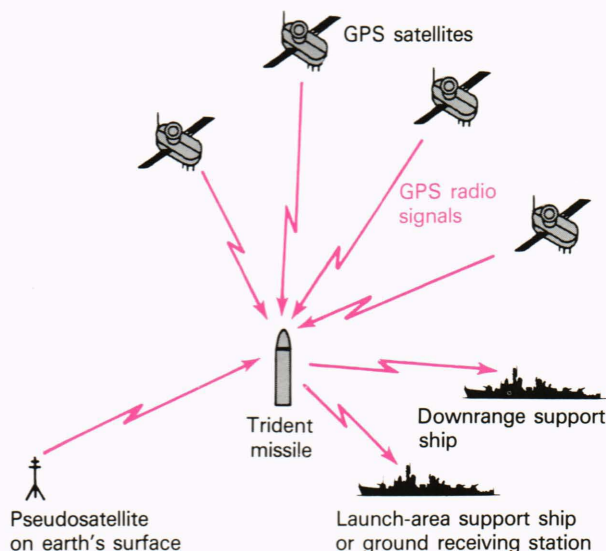 GPS satellites
GPS radio
signals
Trident
missile
Downrange support
ship
Pseudosatellite
on earth's surface
Launch-area support ship
or ground receiving station